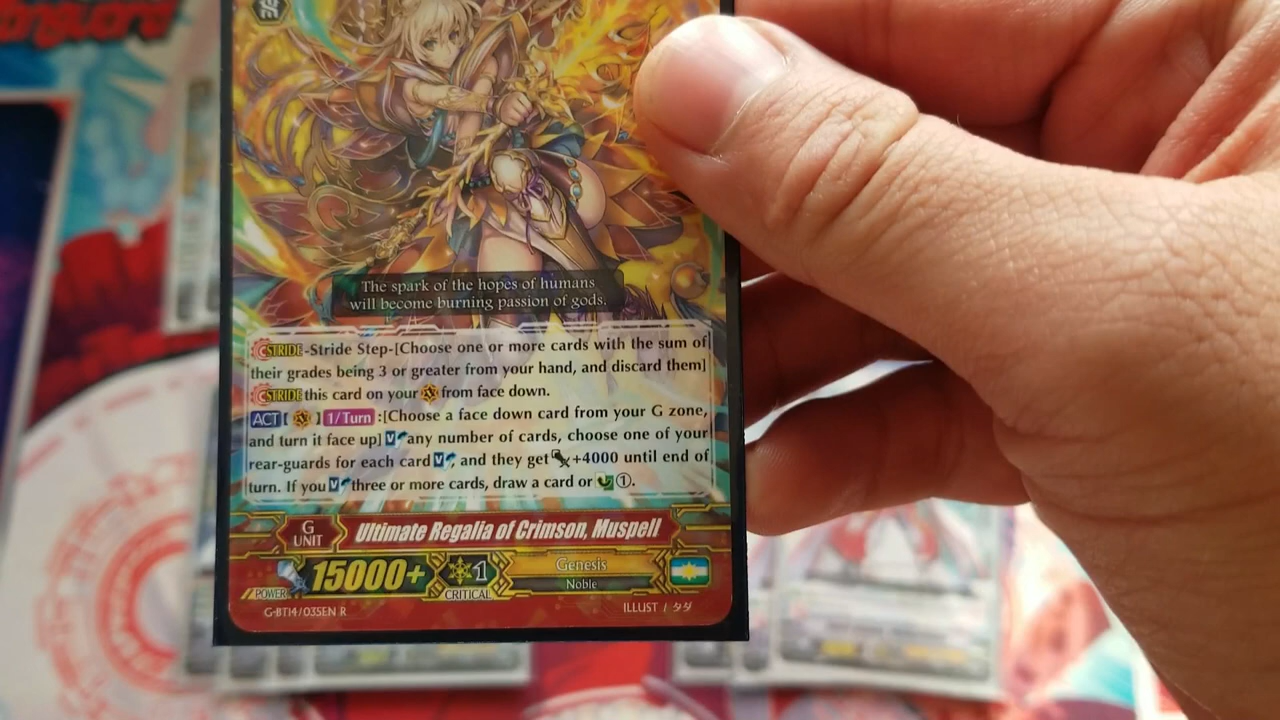 The spark of the hopes of humans
will become burning passion of gods.
STRIDE-Stride Step-[Choose one or more cards with the sum of
their grades being 3 or greater from your hand, and discard them]
STRIDE this card on your from face down.
ACT [ ] 1/Turn :[Choose a face down card from your G zone,
and turn it face up] any number of cards, choose one of your
rear-guards for each card , and they get +4000 until end of
turn. If you three or more cards, draw a card or 1.
G
UNIT
Ultimate Regalia of Crimson, Muspell
POWER 15000+ CRITICAL 1
Genesis
Noble
G-BT14/035EN R
ILLUST / タダ